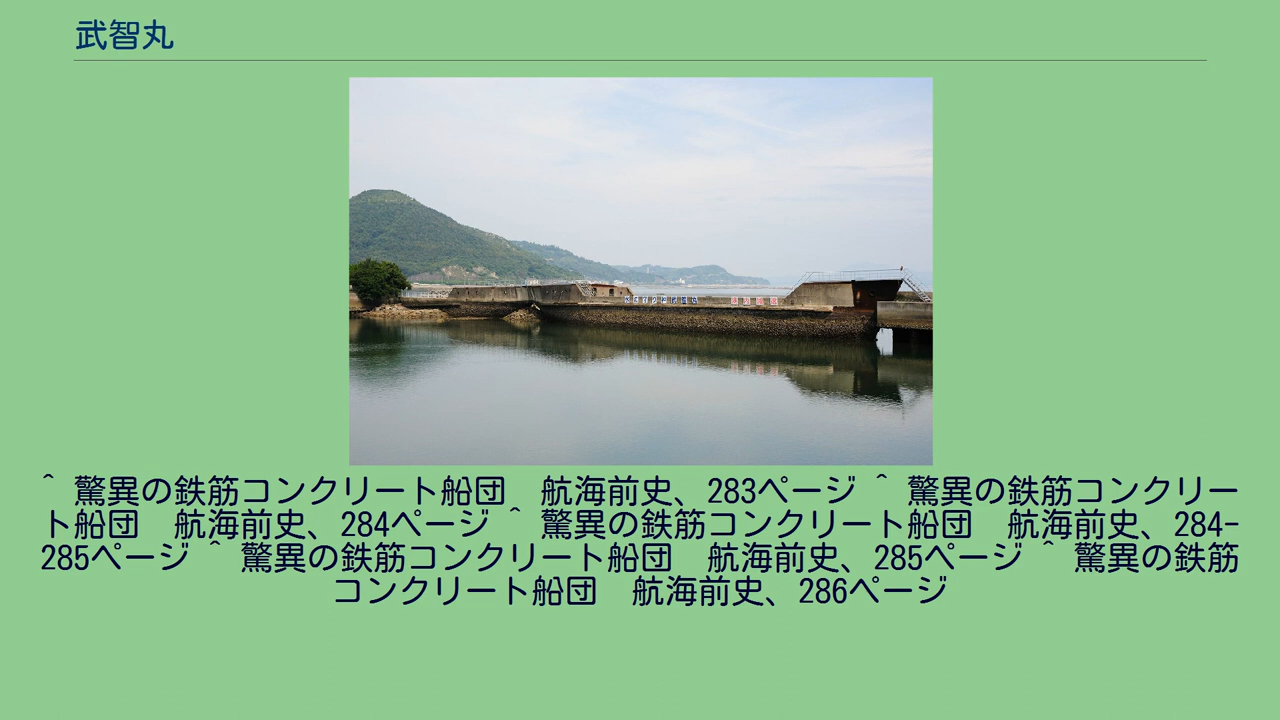 武智丸
^ 驚異の鉄筋コンクリート船団　航海前史、283ページ ^ 驚異の鉄筋コンクリー
ト船団　航海前史、284ページ ^ 驚異の鉄筋コンクリート船団　航海前史、284-
285ページ ^ 驚異の鉄筋コンクリート船団　航海前史、285ページ ^ 驚異の鉄筋
コンクリート船団　航海前史、286ページ